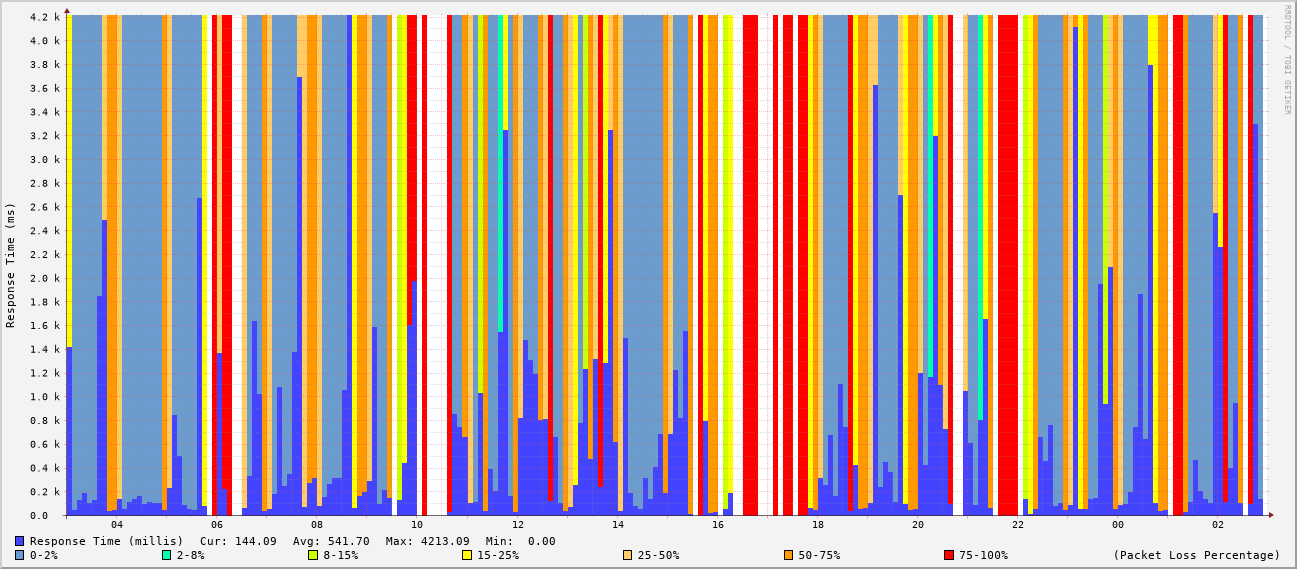 4.2 k
4.0 k
3.8 k
3.6 k
3.4 k
3.2 k
3.0 k
2.8 k
2.6 k
2.4 k
2.2 k
2.0 k
1.8 k
1.6 k
1.4 k
1.2 k
1.0 k
0.8 k
0.6 k
0.4 k
0.2 k
0.0
Response Time (ms)
RRDTOOL / TOBI OETIKER
04 06 08 10 12 14 16 18 20 22 00 02
Response Time (millis) Cur: 144.09 Avg: 541.70 Max: 4213.09 Min: 0.00
0-2% 2-8% 8-15% 15-25% 25-50% 50-75% 75-100% (Packet Loss Percentage)